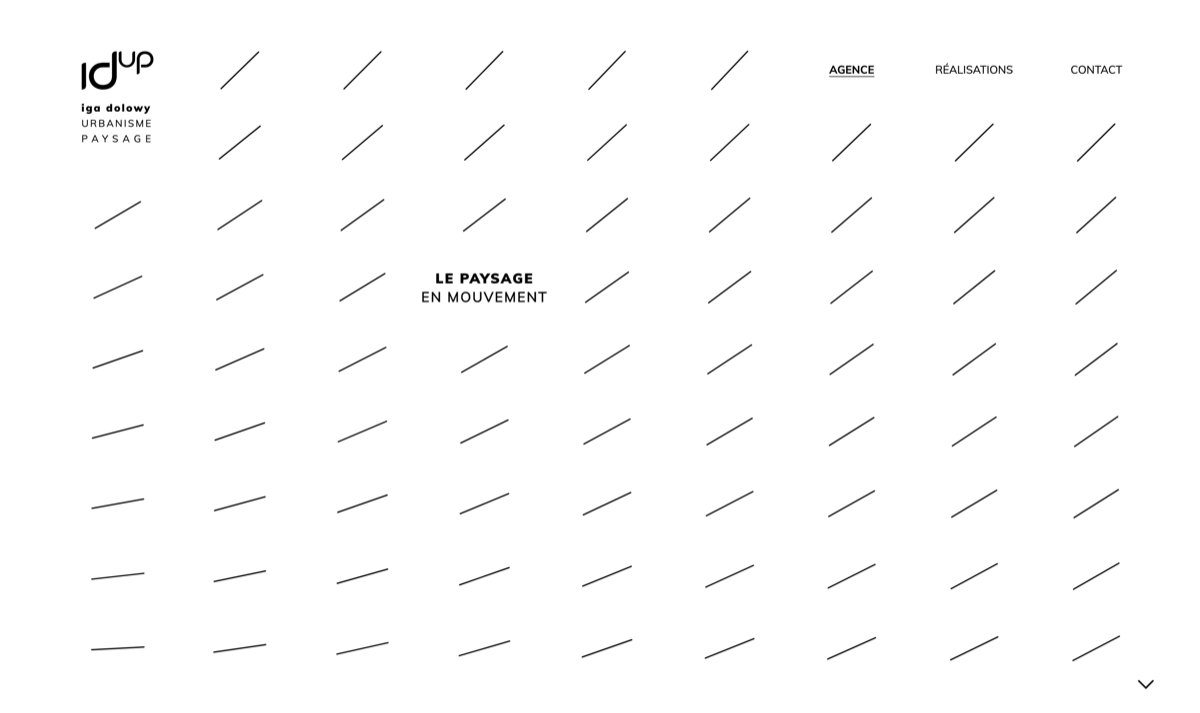 idup
iga dolowy
URBANISME
PAYSAGE
AGENCE
RÉALISATIONS
CONTACT
LE PAYSAGE
EN MOUVEMENT